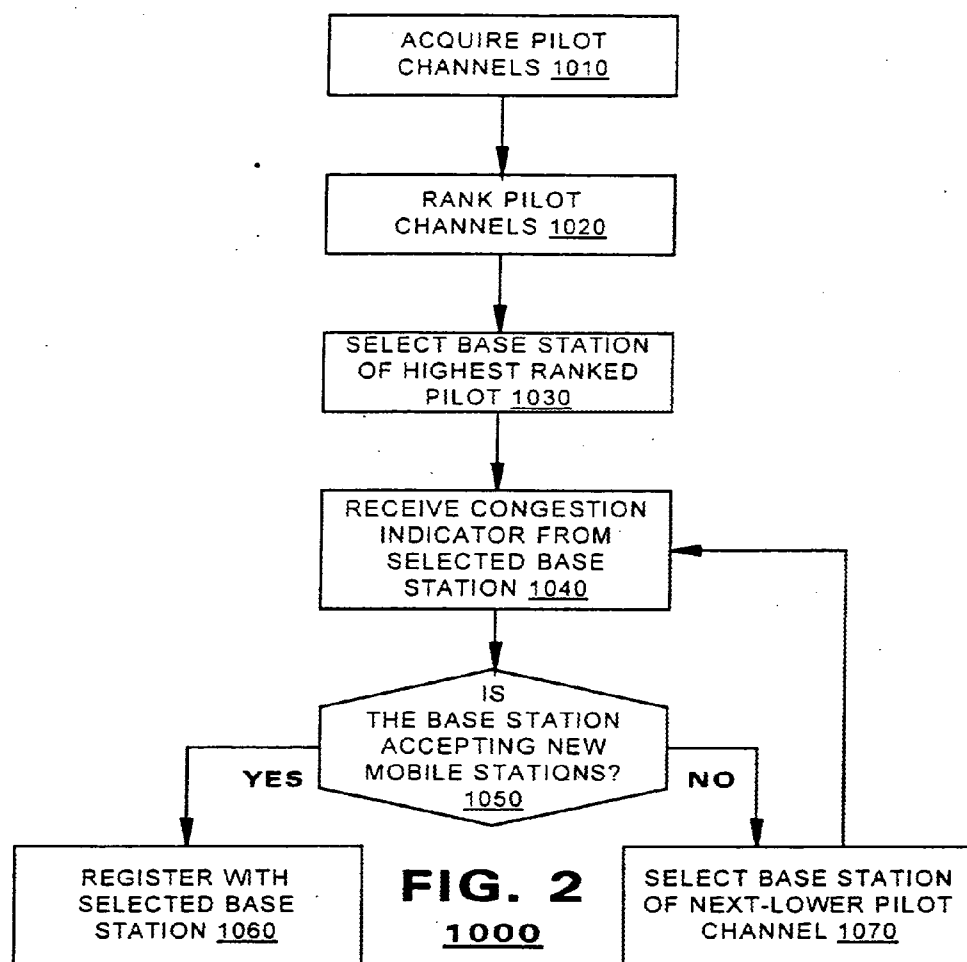 ACQUIRE PILOT
CHANNELS 1010
RANK PILOT
CHANNELS 1020
SELECT BASE STATION
OF HIGHEST RANKED
PILOT 1030
RECEIVE CONGESTION
INDICATOR FROM
SELECTED BASE
STATION 1040
IS
THE BASE STATION
ACCEPTING NEW
MOBILE STATIONS?
1050
YES
NO
REGISTER WITH
SELECTED BASE
STATION 1060
FIG. 2
1000
SELECT BASE STATION
OF NEXT-LOWER PILOT
CHANNEL 1070